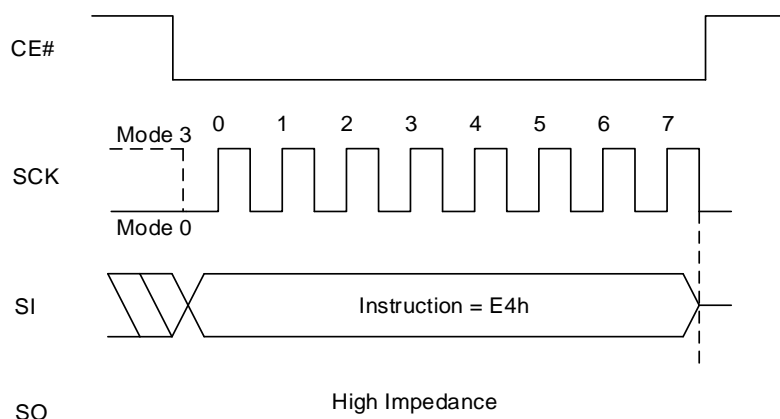 CE#
0 1 2 3 4 5 6 7
Mode 3
SCK
Mode 0
SI Instruction = E4h
SO High Impedance